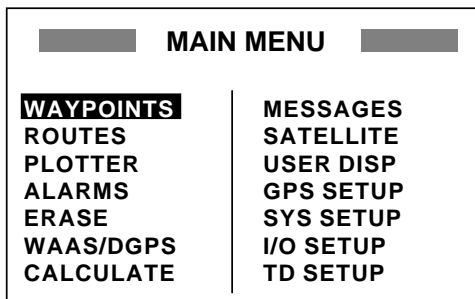 MAIN MENU
WAYPOINTS
ROUTES
PLOTTER
ALARMS
ERASE
WAAS/DGPS
CALCULATE
MESSAGES
SATELLITE
USER DISP
GPS SETUP
SYS SETUP
I/O SETUP
TD SETUP